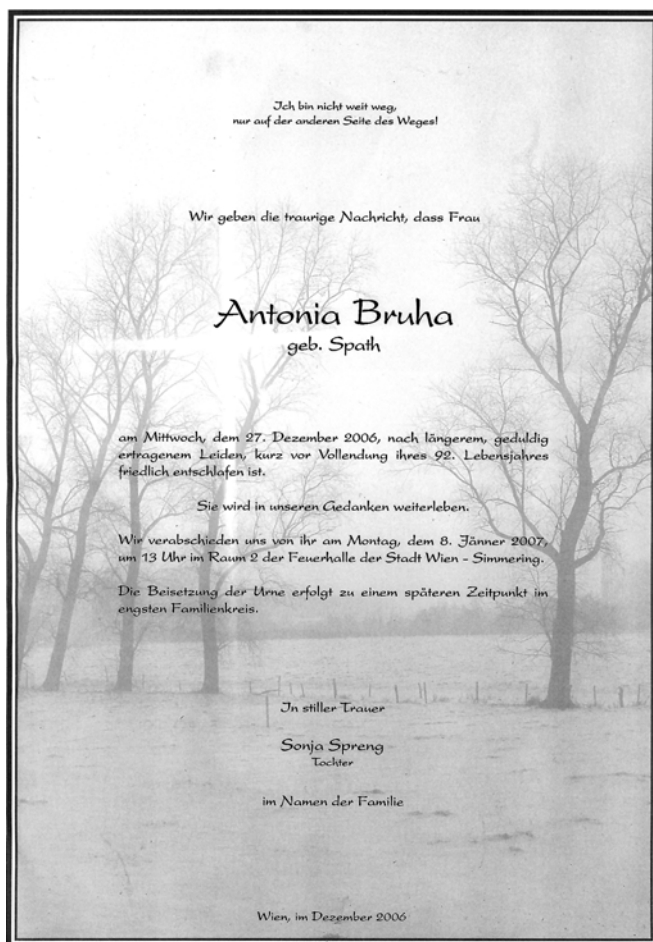 Ich bin nicht weit weg,
nur auf der anderen Seite des Weges!
Wir geben die traurige Nachricht, dass Frau
Antonia Bruha
geb. Spath
am Mittwoch, dem 27. Dezember 2006, nach längerem, geduldig
ertragenem Leiden, kurz vor Vollendung ihres 92. Lebensjahres
friedlich entschlafen ist.
Sie wird in unseren Gedanken weiterleben.
Wir verabschieden uns von ihr am Montag, dem 8. Jänner 2007,
um 13 Uhr im Raum 2 der Feuerhalle der Stadt Wien - Simmering.
Die Beisetzung der Urne erfolgt zu einem späteren Zeitpunkt im
engsten Familienkreis.
In stiller Trauer
Sonja Spreng
Tochter
im Namen der Familie
Wien, im Dezember 2006